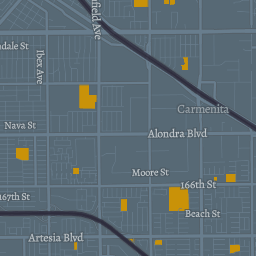 dale St
field Ave
Ibex Ave
Carmenita
Nava St
Alondra Blvd
Moore St
166th St
167th St
Beach St
Artesia Blvd